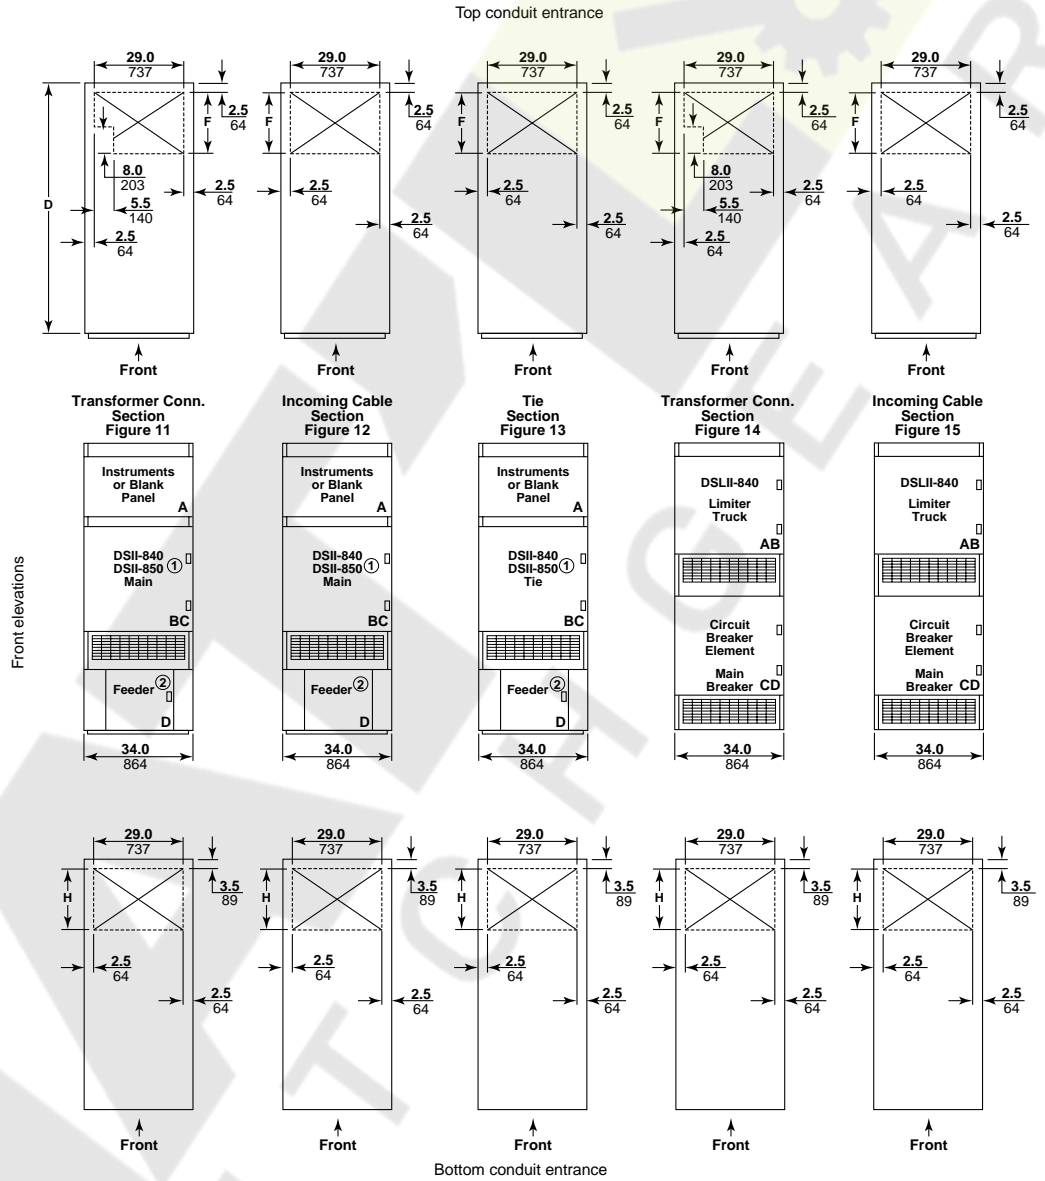 Top conduit entrance
29.0 29.0 29.0 29.0 29.0
737 737 737 737 737
2.5 2.5 2.5 2.5 2.5
64 64 64 64 64
F F F F F
8.0 8.0
203 203
2.5 2.5 2.5 2.5 2.5
64 64 64 64 64
D
5.5 5.5
140 140
2.5 2.5 2.5
64 64 64
2.5 2.5
64 64
Front Front Front Front Front
Transformer Conn. Incoming Cable Tie Transformer Conn. Incoming Cable
Section Section Section Section Section
Figure 11 Figure 12 Figure 13 Figure 14 Figure 15
Front elevations
Instruments Instruments Instruments
or Blank or Blank or Blank
Panel Panel Panel
A A A
DSLII-840 DSLII-840
Limiter Limiter
Truck Truck
AB AB
DSII-840 DSII-840 DSII-840
DSII-850 1 DSII-850 1 DSII-850 1
Main Main Tie
BC BC BC
Circuit Circuit
Breaker Breaker
Element Element
Main Main
Breaker CD Breaker CD
Feeder 2 Feeder 2 Feeder 2
D D D
34.0 34.0 34.0 34.0 34.0
864 864 864 864 864
29.0 29.0 29.0 29.0 29.0
737 737 737 737 737
3.5 3.5 3.5 3.5 3.5
89 89 89 89 89
H H H H H
2.5 2.5 2.5 2.5 2.5
64 64 64 64 64
2.5 2.5 2.5 2.5 2.5
64 64 64 64 64
Front Front Front Front Front
Bottom conduit entrance